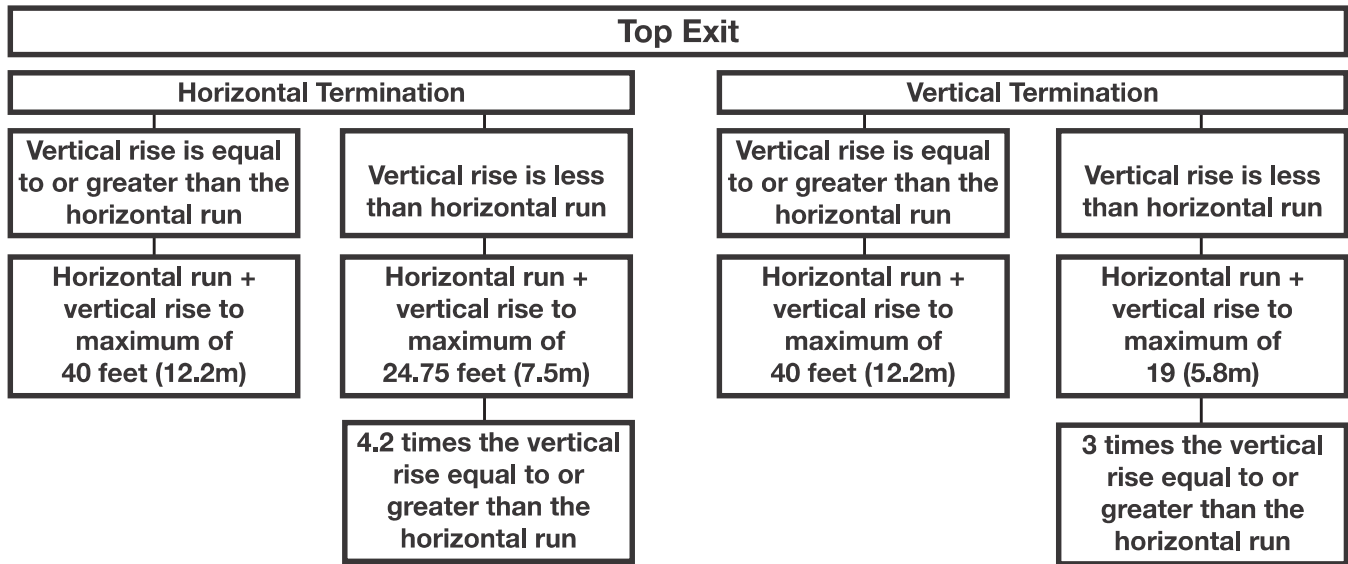 Top Exit
Horizontal Termination
Vertical rise is equal
to or greater than the
horizontal run
Horizontal run +
vertical rise to
maximum of
40 feet (12.2m)
Vertical rise is less
than horizontal run
Horizontal run +
vertical rise to
maximum of
24.75 feet (7.5m)
4.2 times the vertical
rise equal to or
greater than the
horizontal run
Vertical Termination
Vertical rise is equal
to or greater than the
horizontal run
Horizontal run +
vertical rise to
maximum of
40 feet (12.2m)
Vertical rise is less
than horizontal run
Horizontal run +
vertical rise to
maximum of
19 (5.8m)
3 times the vertical
rise equal to or
greater than the
horizontal run